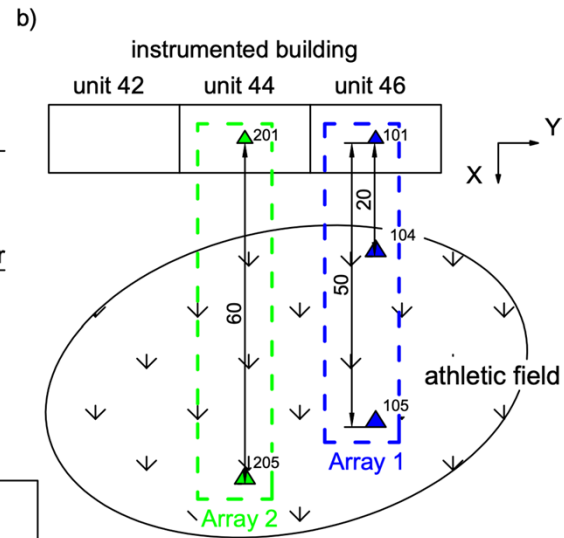 b)
instrumented building
unit 42 unit 44 unit 46
201 101
Y
X
20
104
50
60
athletic field
105
Array 1
205
Array 2